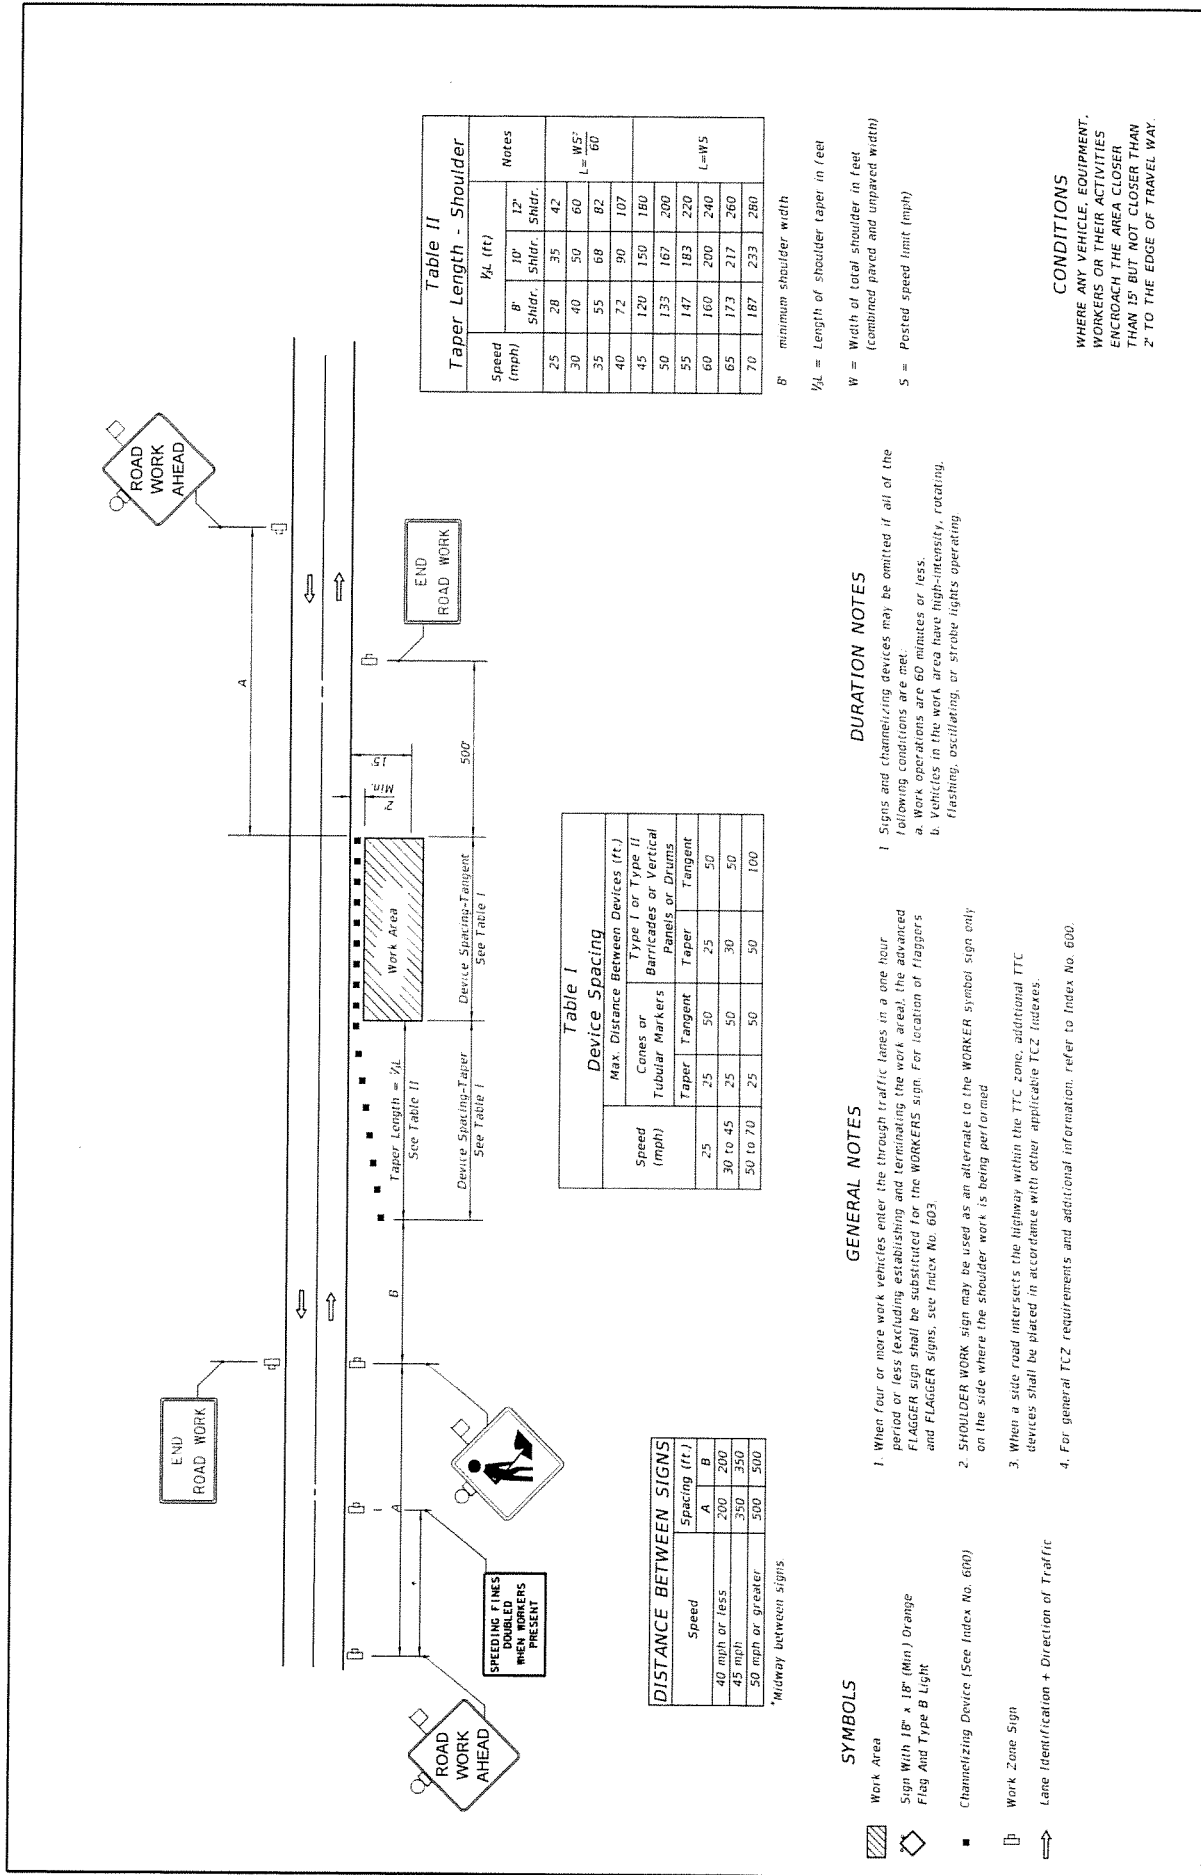 ROAD
WORK
AHEAD
A
END
ROAD WORK
END
ROAD WORK
15'
2'
Min.
500'
Work Area
Device Spacing-Tangent
See Table I
Taper Length = ⅓L
See Table II
Device Spacing-Taper
See Table I
B
A
*
SPEEDING FINES
DOUBLED
WHEN WORKERS
PRESENT
ROAD
WORK
AHEAD
DISTANCE BETWEEN SIGNS
Speed Spacing (ft.)
A B
40 mph or less 200 200
45 mph 350 350
50 mph or greater 500 500
*Midway between signs
Table I
Device Spacing
Speed (mph) Max. Distance Between Devices (ft.)
Cones or Tubular Markers Type I or Type II Barricades or Vertical Panels or Drums
Taper Tangent Taper Tangent
25 25 50 25 50
30 to 45 25 50 30 50
50 to 70 25 50 50 100
Table II
Taper Length - Shoulder
Speed (mph) ⅓L (ft) Notes
8' Shldr. 10' Shldr. 12' Shldr.
25 28 35 42
30 40 50 60
35 55 68 82
40 72 90 107
L= WS²
60
45 120 150 180
50 133 167 200
55 147 183 220
60 160 200 240
65 173 217 260
70 187 233 280
L=WS
8' minimum shoulder width
⅓L = Length of shoulder taper in feet
W = Width of total shoulder in feet
(combined paved and unpaved width)
S = Posted speed limit (mph)
SYMBOLS
Work Area
Sign With 18" x 18" (Min.) Orange
Flag And Type B Light
Channelizing Device (See Index No. 600)
Work Zone Sign
Lane Identification + Direction of Traffic
GENERAL NOTES
1. When four or more work vehicles enter the through traffic lanes in a one hour
period or less (excluding establishing and terminating the work area), the advanced
FLAGGER sign shall be substituted for the WORKERS sign. For location of flaggers
and FLAGGER signs, see Index No. 603.
2. SHOULDER WORK sign may be used as an alternate to the WORKER symbol sign only
on the side where the shoulder work is being performed
3. When a side road intersects the highway within the TTC zone, additional TTC
devices shall be placed in accordance with other applicable TCZ Indexes.
4. For general TCZ requirements and additional information, refer to Index No. 600.
DURATION NOTES
1 Signs and channelizing devices may be omitted if all of the
following conditions are met:
a. Work operations are 60 minutes or less.
b. Vehicles in the work area have high-intensity, rotating,
flashing, oscillating, or strobe lights operating.
CONDITIONS
WHERE ANY VEHICLE, EQUIPMENT,
WORKERS OR THEIR ACTIVITIES
ENCROACH THE AREA CLOSER
THAN 15' BUT NOT CLOSER THAN
2' TO THE EDGE OF TRAVEL WAY.